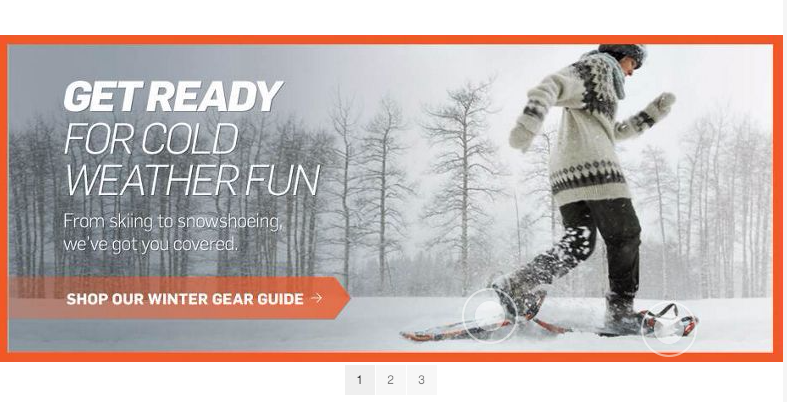 GET READY
FOR COLD
WEATHER FUN
From skiing to snowshoeing,
we've got you covered.
SHOP OUR WINTER GEAR GUIDE →
1 2 3